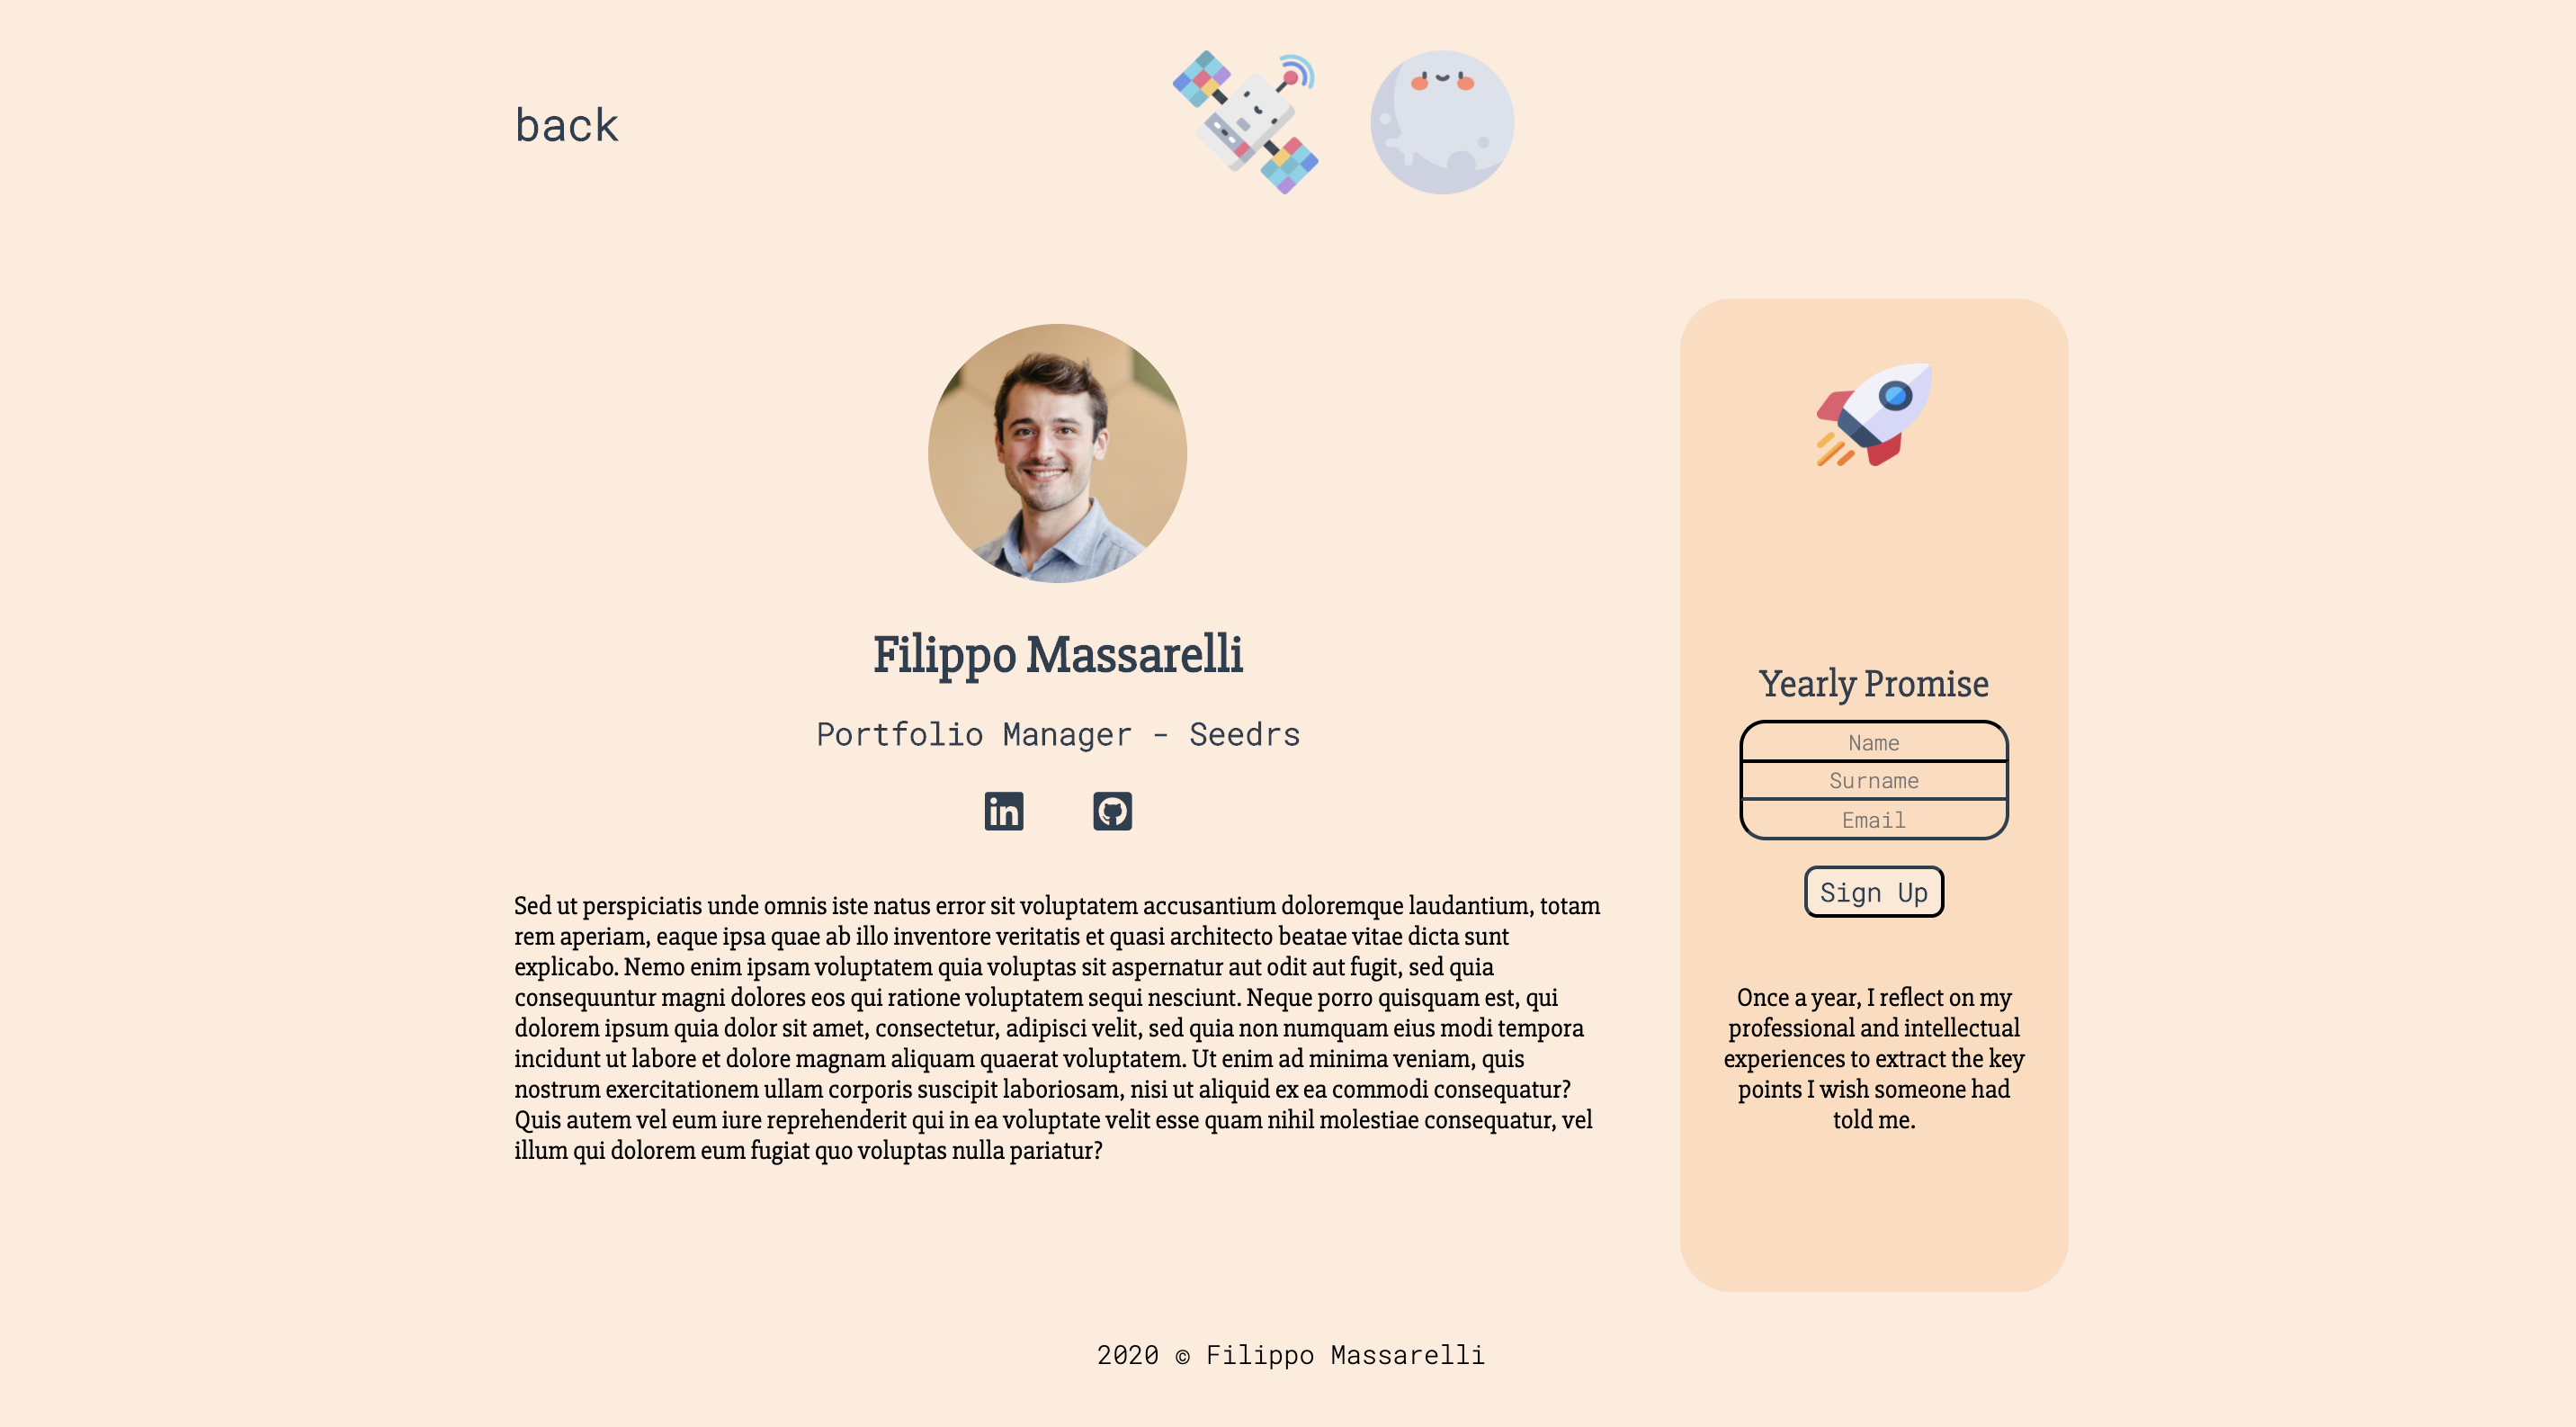 back
Filippo Massarelli
Portfolio Manager - Seedrs
in
Sed ut perspiciatis unde omnis iste natus error sit voluptatem accusantium doloremque laudantium, totam
rem aperiam, eaque ipsa quae ab illo inventore veritatis et quasi architecto beatae vitae dicta sunt
explicabo. Nemo enim ipsam voluptatem quia voluptas sit aspernatur aut odit aut fugit, sed quia
consequuntur magni dolores eos qui ratione voluptatem sequi nesciunt. Neque porro quisquam est, qui
dolorem ipsum quia dolor sit amet, consectetur, adipisci velit, sed quia non numquam eius modi tempora
incidunt ut labore et dolore magnam aliquam quaerat voluptatem. Ut enim ad minima veniam, quis
nostrum exercitationem ullam corporis suscipit laboriosam, nisi ut aliquid ex ea commodi consequatur?
Quis autem vel eum iure reprehenderit qui in ea voluptate velit esse quam nihil molestiae consequatur, vel
illum qui dolorem eum fugiat quo voluptas nulla pariatur?
Yearly Promise
Name
Surname
Email
Sign Up
Once a year, I reflect on my
professional and intellectual
experiences to extract the key
points I wish someone had
told me.
2020 © Filippo Massarelli